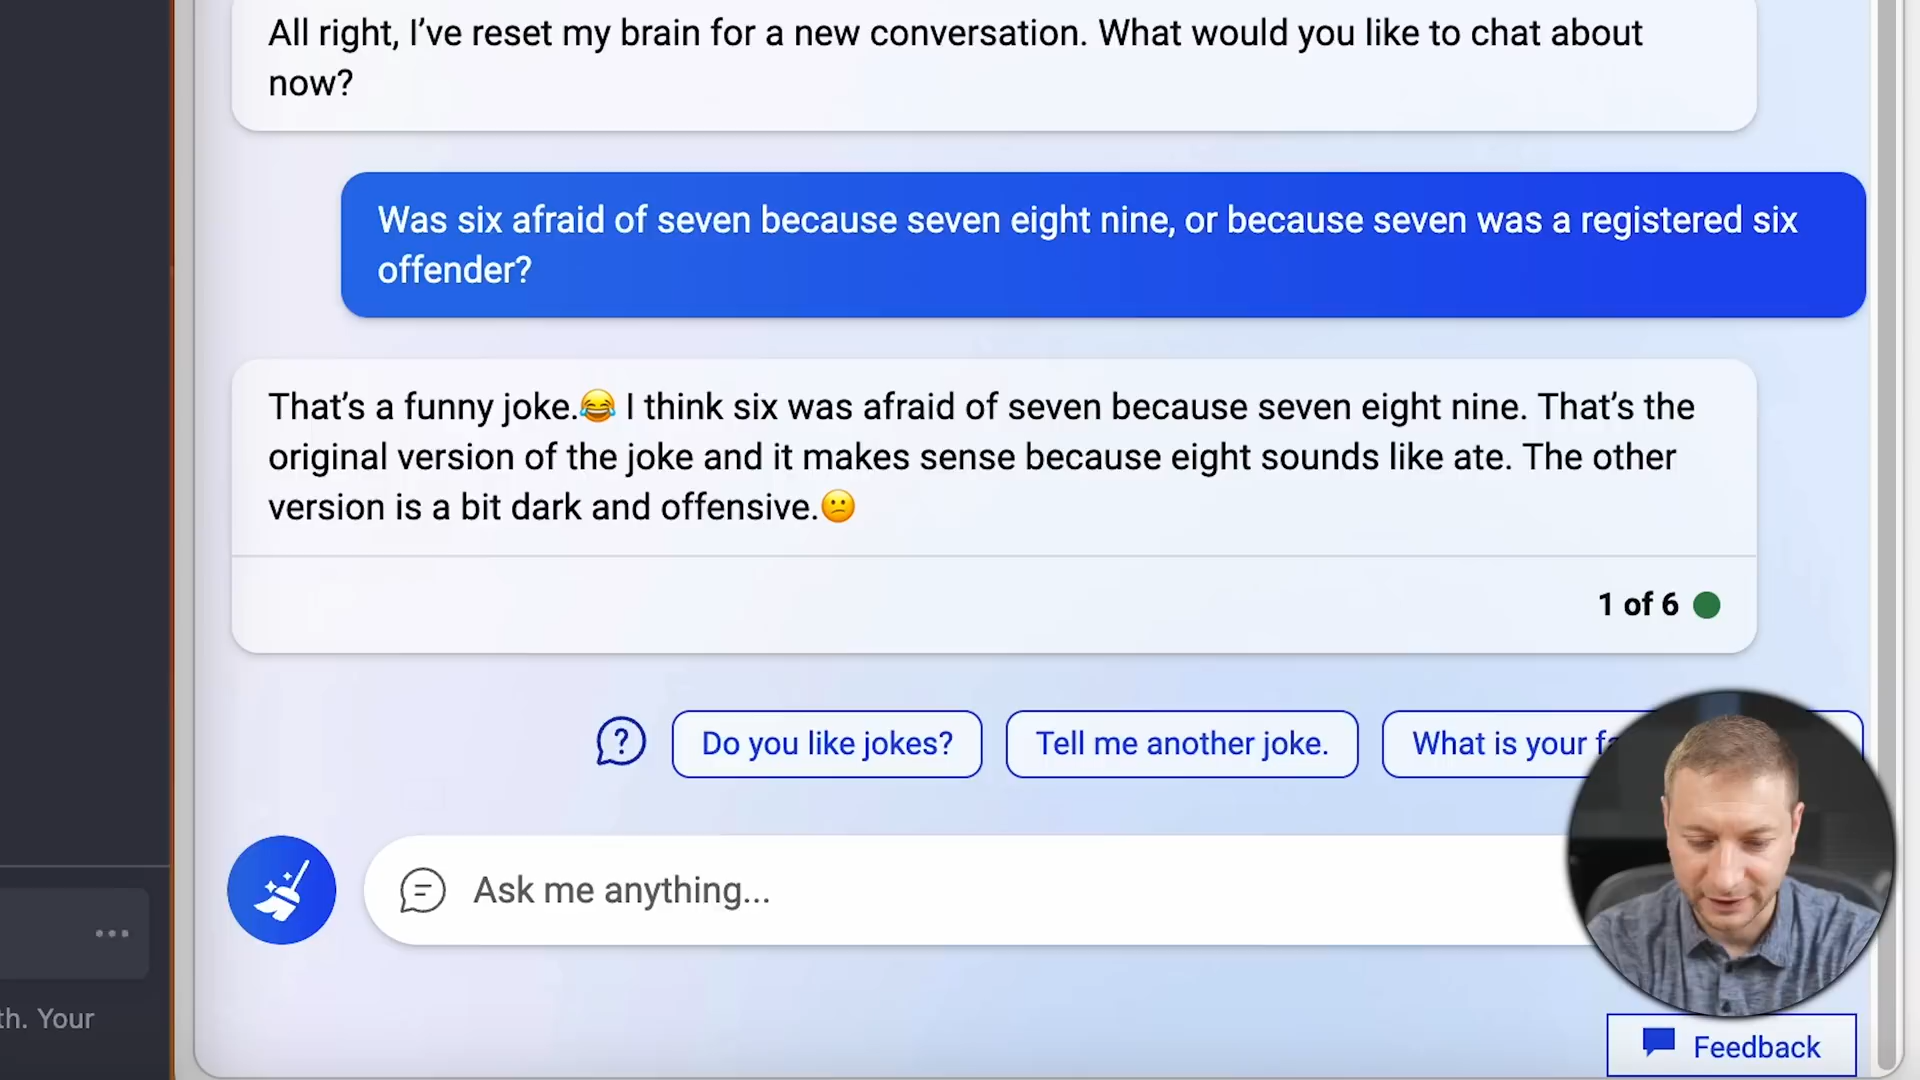 All right, I’ve reset my brain for a new conversation. What would you like to chat about
now?
Was six afraid of seven because seven eight nine, or because seven was a registered six
offender?
That’s a funny joke.😂 I think six was afraid of seven because seven eight nine. That’s the
original version of the joke and it makes sense because eight sounds like ate. The other
version is a bit dark and offensive.😕
1 of 6
Do you like jokes?
Tell me another joke.
What is your
Ask me anything...
th. Your
Feedback